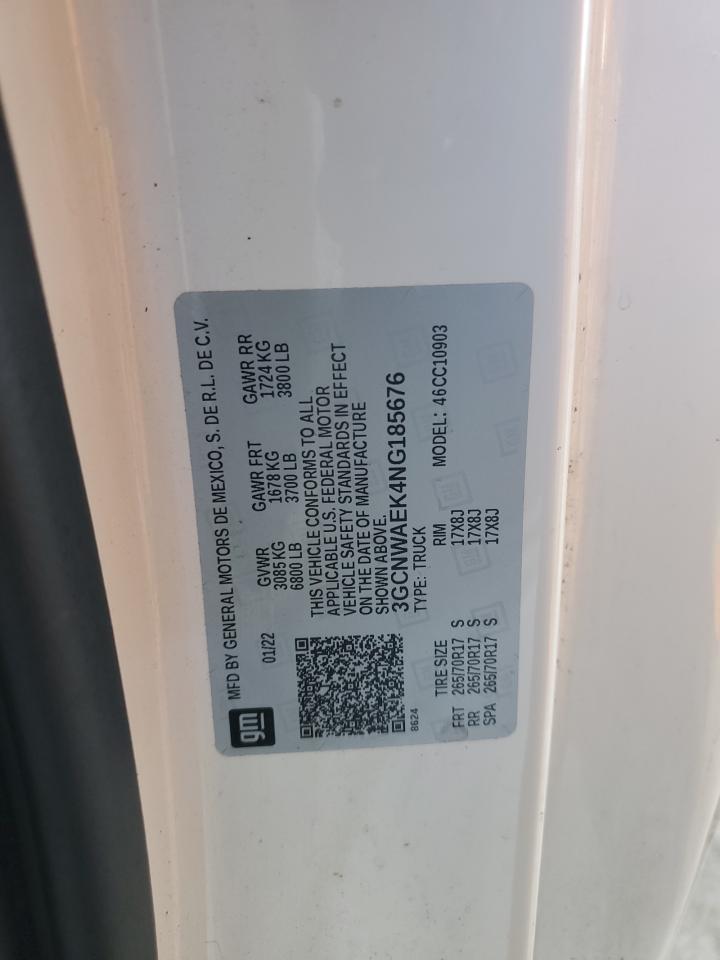 gm
MFD BY GENERAL MOTORS DE MEXICO, S. DE R.L. DE C.V.
01/22 GVWR GAWR FRT GAWR RR
3085 KG 1678 KG 1724 KG
6800 LB 3700 LB 3800 LB
THIS VEHICLE CONFORMS TO ALL
APPLICABLE U.S. FEDERAL MOTOR
VEHICLE SAFETY STANDARDS IN EFFECT
ON THE DATE OF MANUFACTURE
SHOWN ABOVE.
3GCNWAEK4NG185676
8624 TYPE: TRUCK MODEL: 46CC10903
TIRE SIZE RIM
FRT 265/70R17 S 17X8J
RR 265/70R17 S 17X8J
SPA 265/70R17 S 17X8J